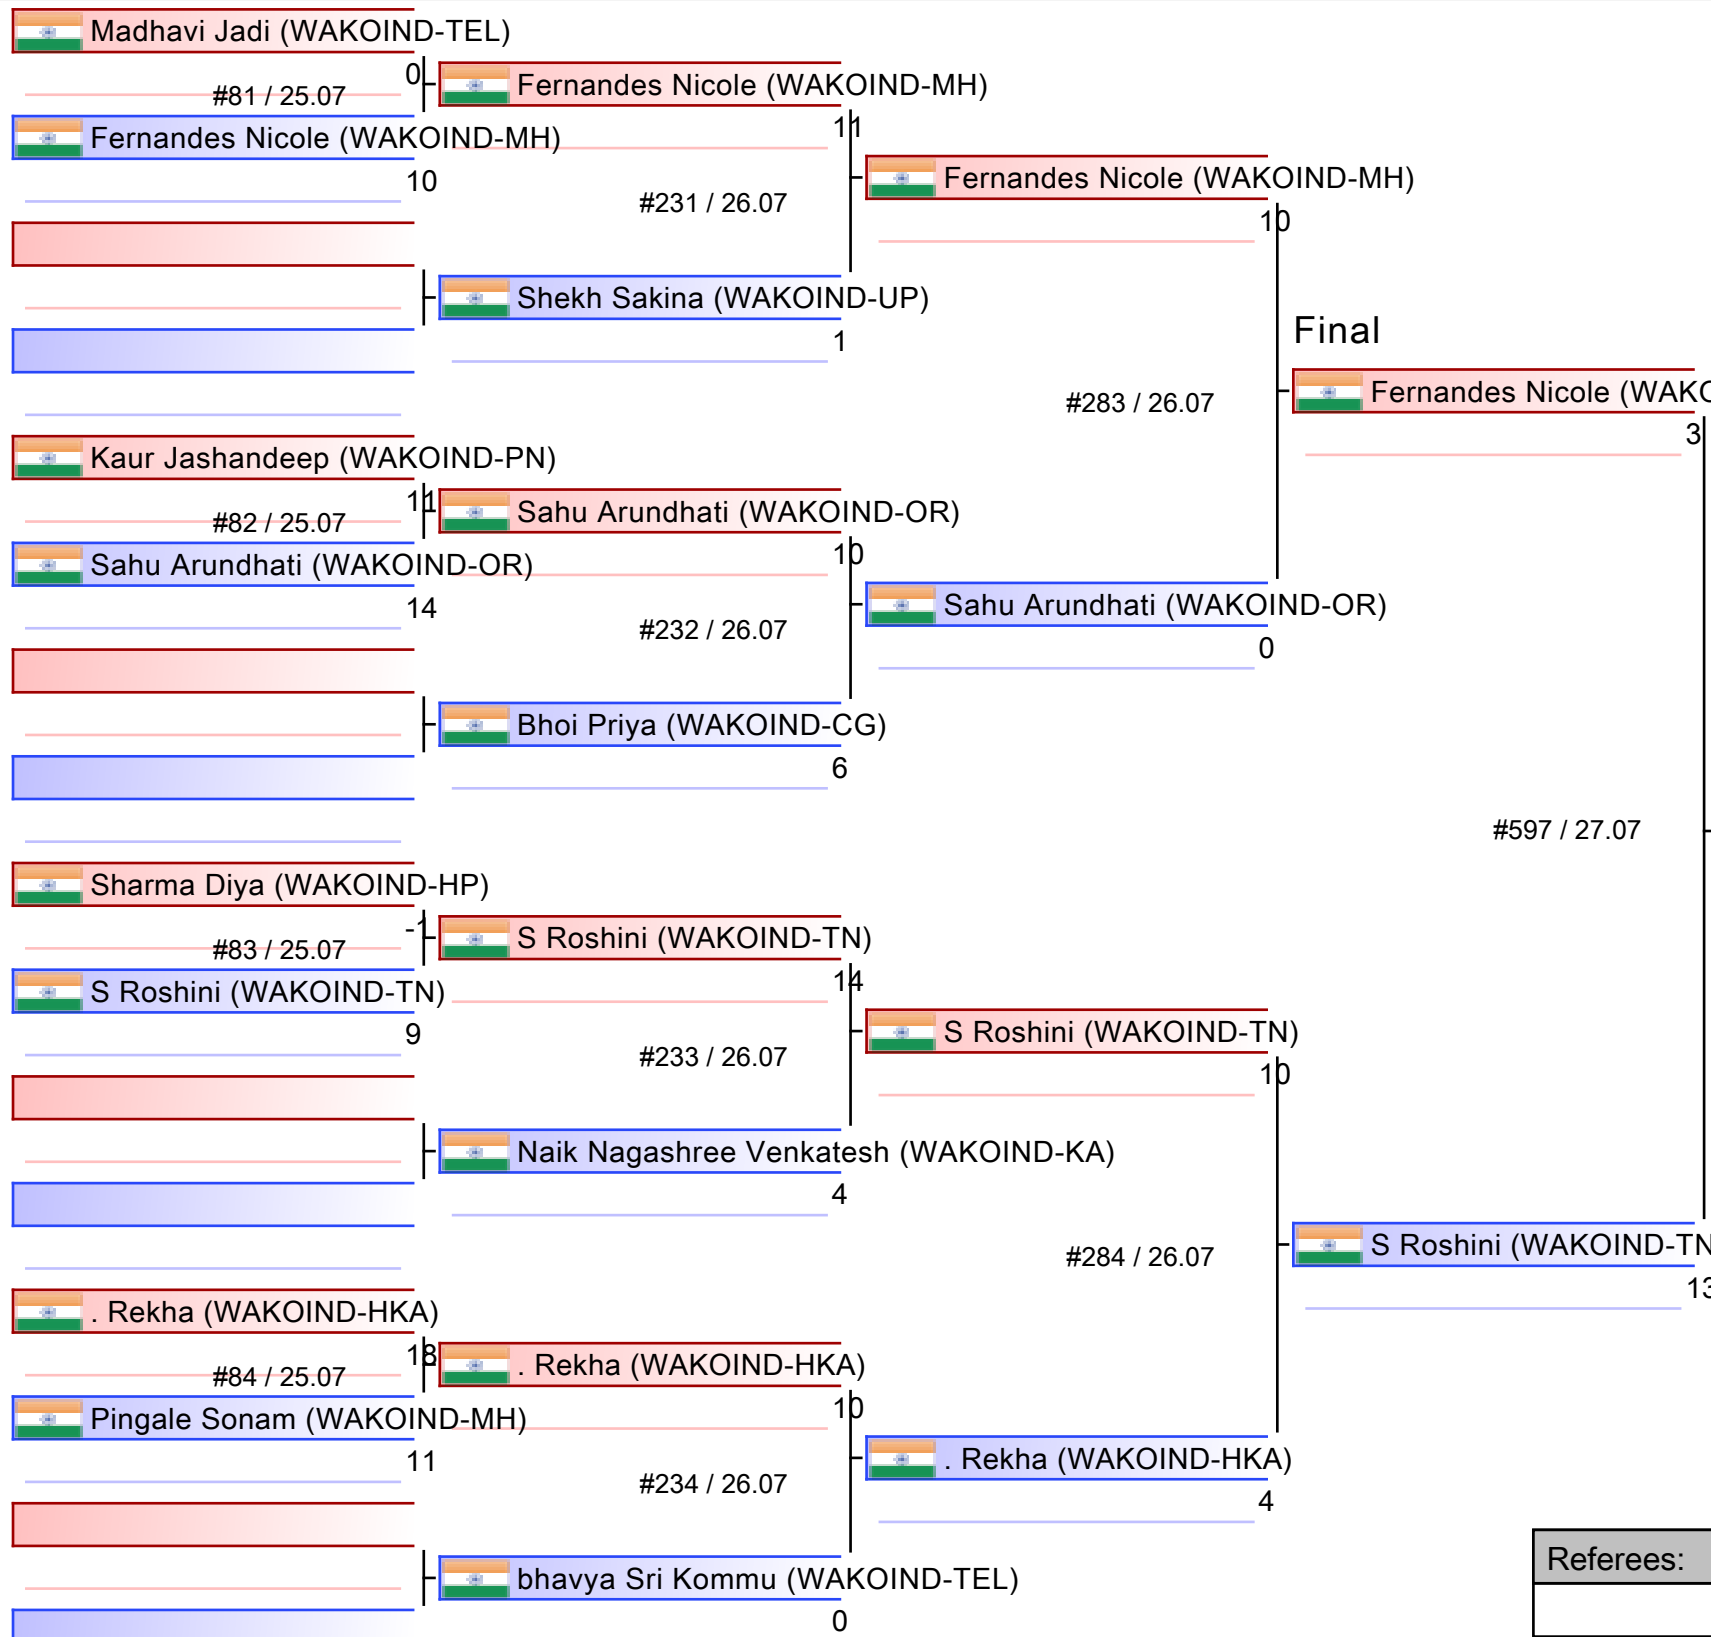 Madhavi Jadi (WAKOIND-TEL)
0
#81 / 25.07
Fernandes Nicole (WAKOIND-MH)
10
Kaur Jashandeep (WAKOIND-PN)
11
#82 / 25.07
Sahu Arundhati (WAKOIND-OR)
14
Sharma Diya (WAKOIND-HP)
-1
#83 / 25.07
S Roshini (WAKOIND-TN)
9
. Rekha (WAKOIND-HKA)
18
#84 / 25.07
Pingale Sonam (WAKOIND-MH)
11
Fernandes Nicole (WAKOIND-MH)
11
#231 / 26.07
Shekh Sakina (WAKOIND-UP)
1
Sahu Arundhati (WAKOIND-OR)
10
#232 / 26.07
Bhoi Priya (WAKOIND-CG)
6
S Roshini (WAKOIND-TN)
14
#233 / 26.07
Naik Nagashree Venkatesh (WAKOIND-KA)
4
. Rekha (WAKOIND-HKA)
10
#234 / 26.07
bhavya Sri Kommu (WAKOIND-TEL)
0
Fernandes Nicole (WAKOIND-MH)
10
#283 / 26.07
Sahu Arundhati (WAKOIND-OR)
0
S Roshini (WAKOIND-TN)
10
#284 / 26.07
. Rekha (WAKOIND-HKA)
4
Final
Fernandes Nicole (WAKO
3
#597 / 27.07
S Roshini (WAKOIND-TN
13
Referees: